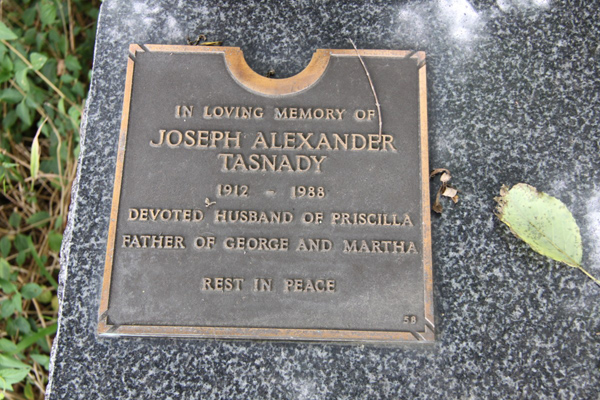 IN LOVING MEMORY OF
JOSEPH ALEXANDER
TASNADY
1912 - 1988
DEVOTED HUSBAND OF PRISCILLA
FATHER OF GEORGE AND MARTHA
REST IN PEACE
58